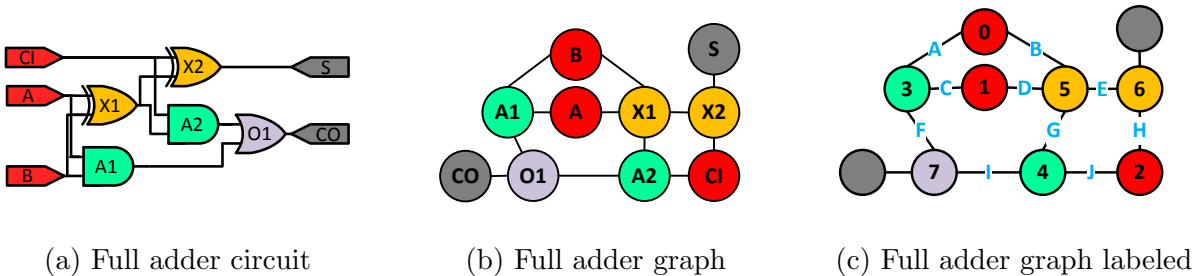 CI
A
B
X1
X2
A2
A1
O1
S
CO
(a) Full adder circuit
B
S
A1
A
X1
X2
CO
O1
A2
CI
(b) Full adder graph
0
A
B
3
C
1
D
5
E
6
F
G
H
7
I
4
J
2
(c) Full adder graph labeled